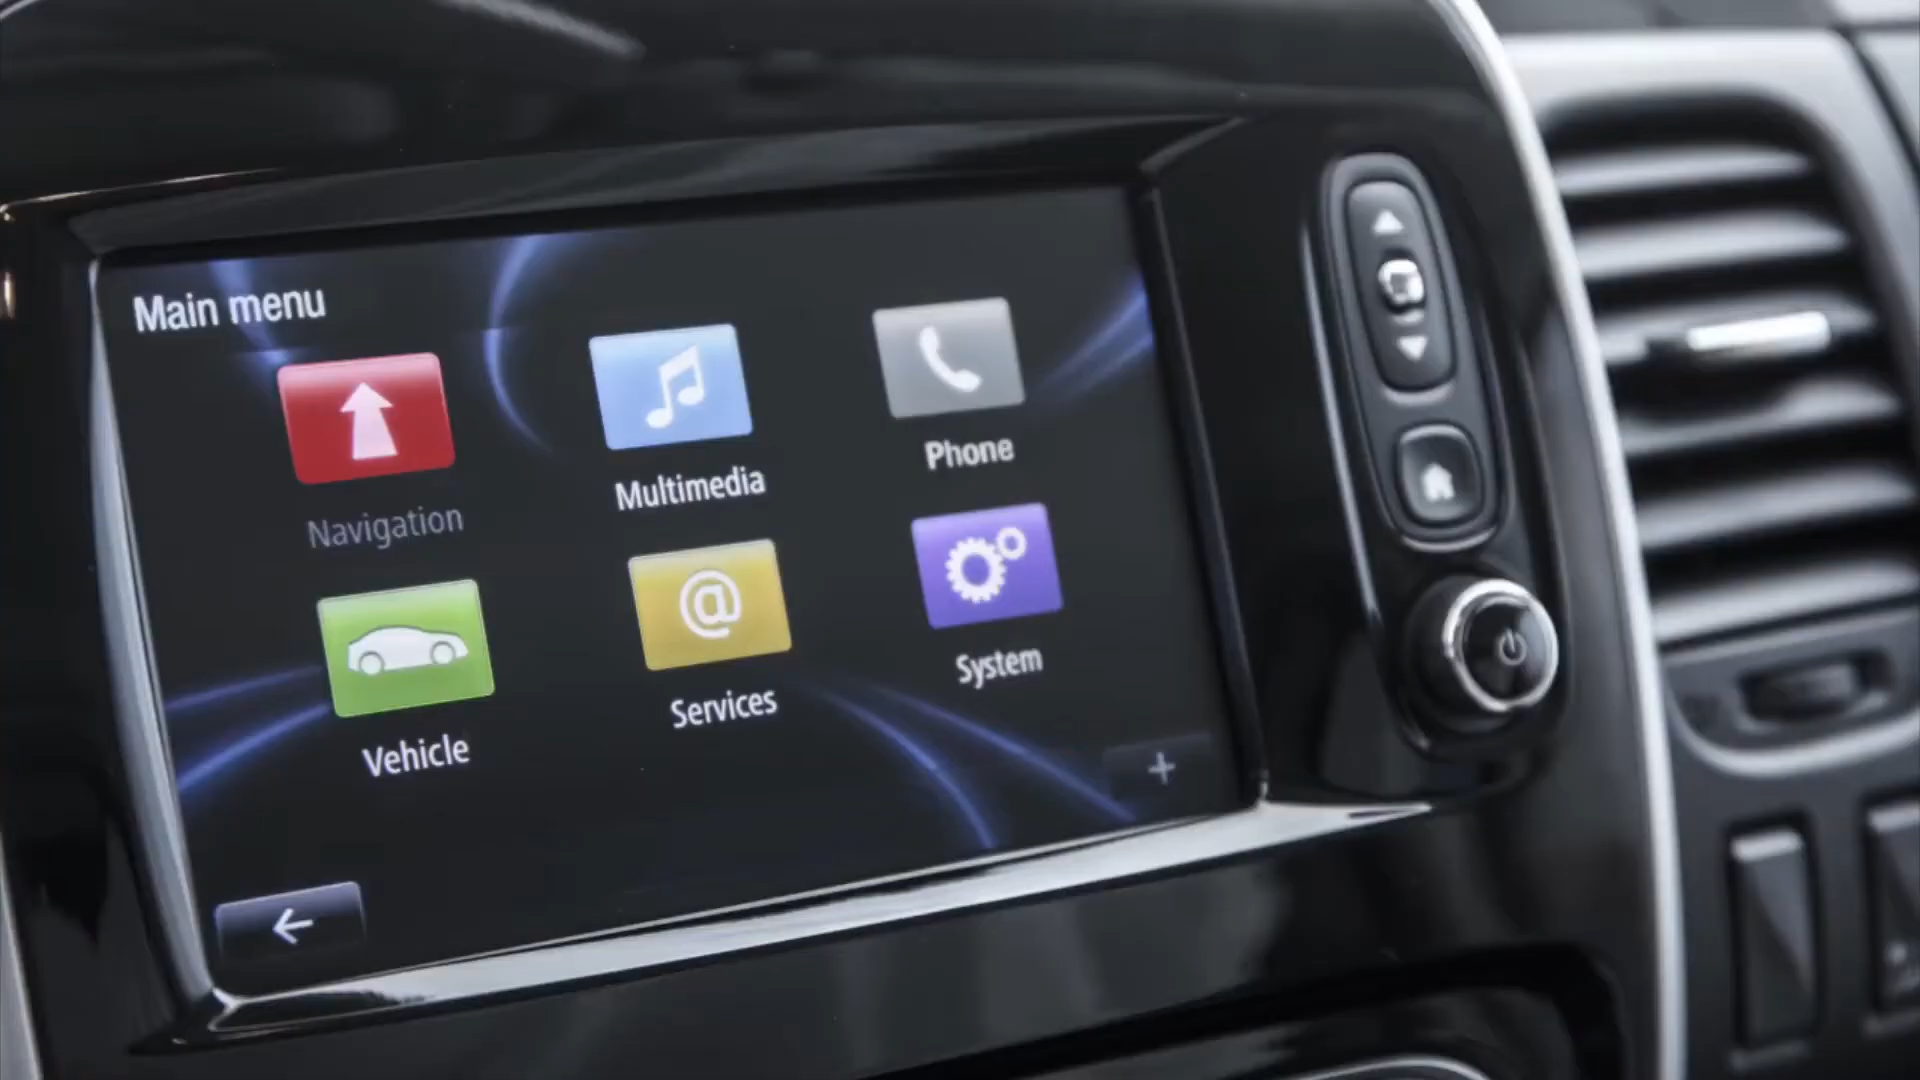 Main menu
Navigation
Multimedia
Phone
Vehicle
@
Services
System
+